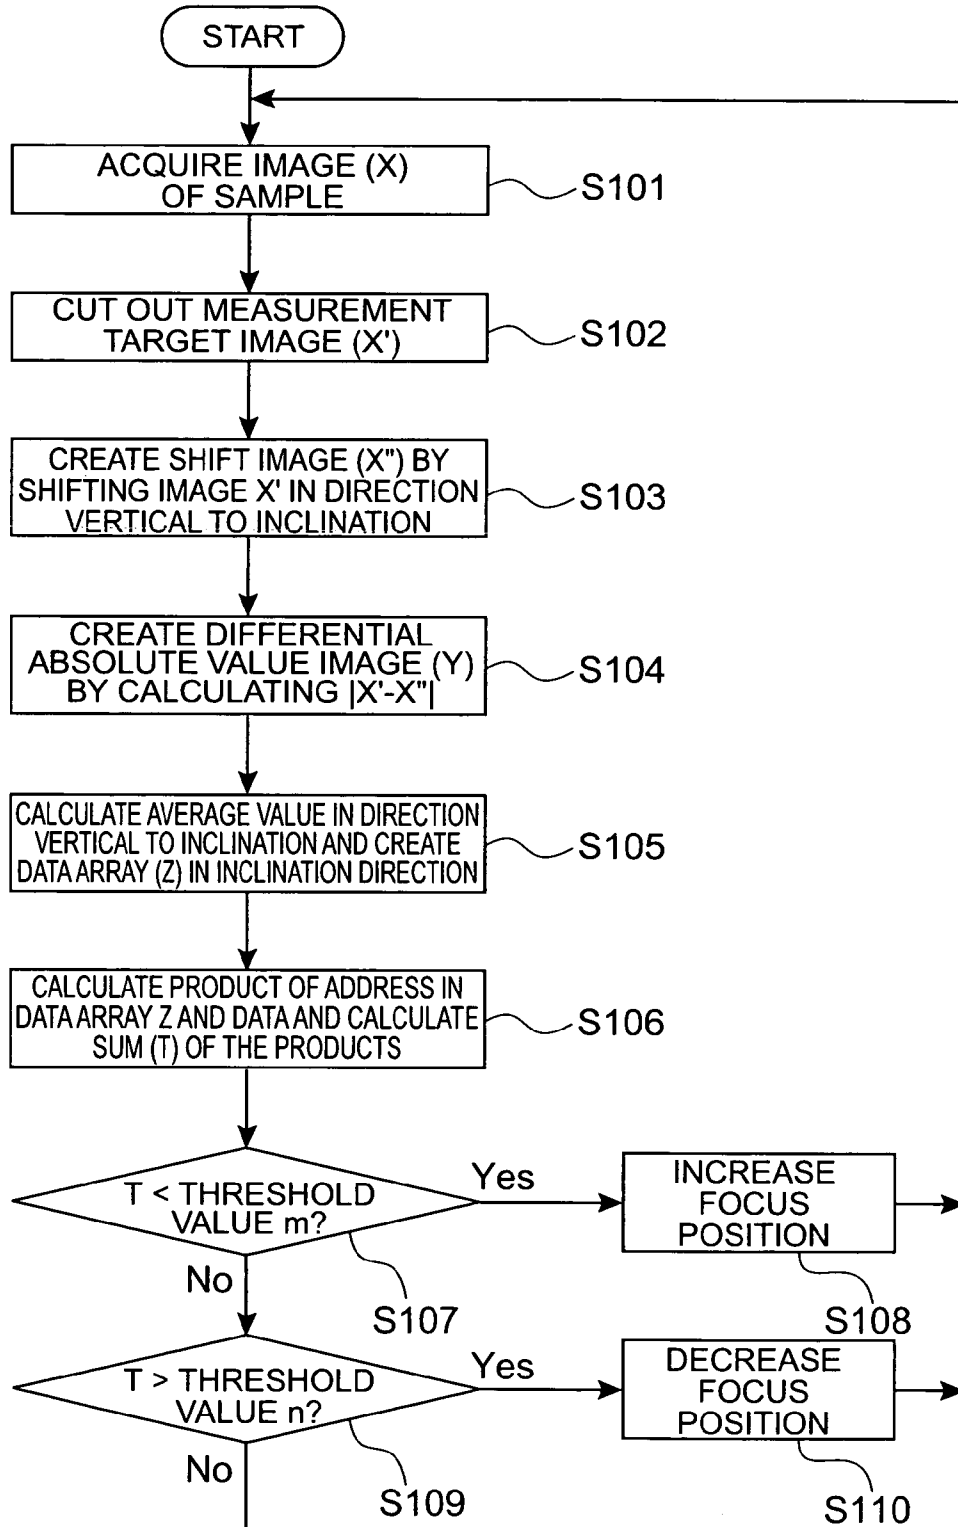 START
ACQUIRE IMAGE (X)
OF SAMPLE
S101
CUT OUT MEASUREMENT
TARGET IMAGE (X')
S102
CREATE SHIFT IMAGE (X") BY
SHIFTING IMAGE X' IN DIRECTION
VERTICAL TO INCLINATION
S103
CREATE DIFFERENTIAL
ABSOLUTE VALUE IMAGE (Y)
BY CALCULATING |X'-X"|
S104
CALCULATE AVERAGE VALUE IN DIRECTION
VERTICAL TO INCLINATION AND CREATE
DATA ARRAY (Z) IN INCLINATION DIRECTION
S105
CALCULATE PRODUCT OF ADDRESS IN
DATA ARRAY Z AND DATA AND CALCULATE
SUM (T) OF THE PRODUCTS
S106
T < THRESHOLD
VALUE m?
Yes
INCREASE
FOCUS
POSITION
No
S107
S108
T > THRESHOLD
VALUE n?
Yes
DECREASE
FOCUS
POSITION
No
S109
S110